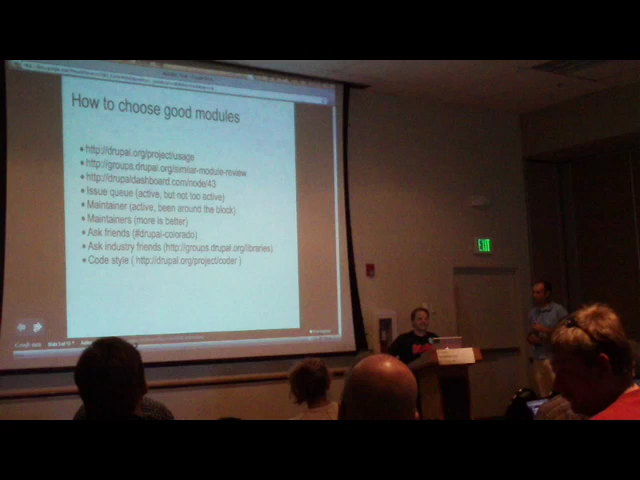 How to choose good modules
• http://drupal.org/project/usage
• http://groups.drupal.org/similar-module-review
• http://drupaldashboard.com/node/43
• Issue queue (active, but not too active)
• Maintainer (active, been around the block)
• Maintainers (more is better)
• Ask friends (#drupal-colorado)
• Ask industry friends (http://groups.drupal.org/libraries)
• Code style ( http://drupal.org/project/coder )
EXIT